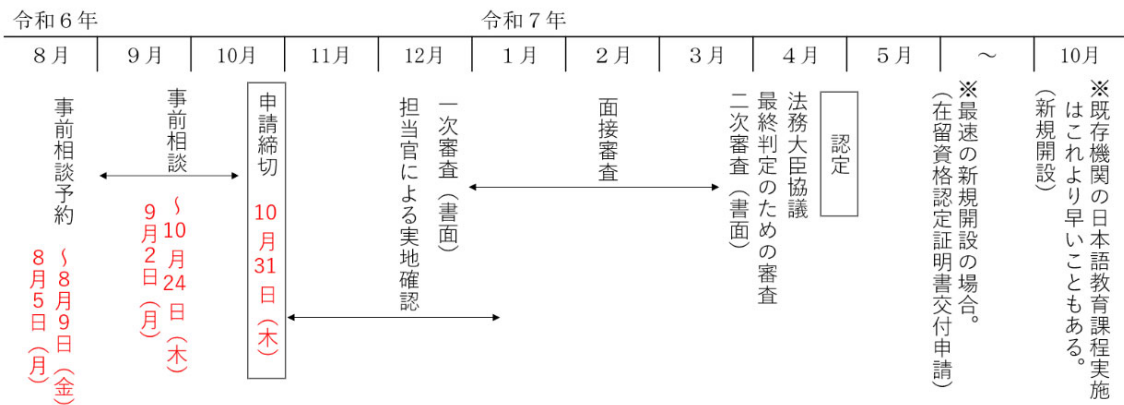 令和6年
令和7年
8月
9月
10月
11月
12月
1月
2月
3月
4月
5月
～
10月
事前相談予約
8月5日（月）
～8月9日（金）
事前相談
9月2日（月）
～10月24日（木）
申請締切 10月31日（木）
担当官による実地確認
一次審査（書面）
面接審査
二次審査（書面）
最終判定のための審査
法務大臣協議
認定
（在留資格認定証明書交付申請）
※最速の新規開設の場合。
（新規開設）
※既存機関の日本語教育課程実施
はこれより早いこともある。